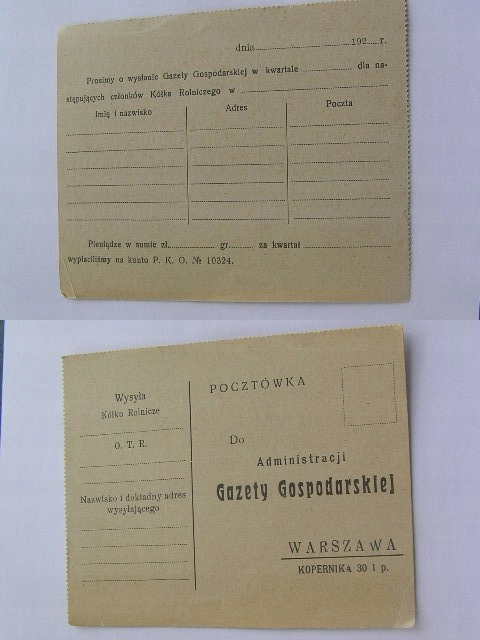 dnia 192 r.
Prosimy o wysłanie Gazety Gospodarskiej w kwartale dla na-
stępujących członków Kółka Rolniczego w
Imię i nazwisko Adres Poczta
Pieniądze w sumie zł. gr. za kwartał
wypłaciliśmy na konto P. K. O. № 10324.
Wysyła
Kółko Rolnicze
O. T. R.
Nazwisko i dokładny adres
wysyłającego
POCZTÓWKA
Do
Administracji
Gazety Gospodarskiej
WARSZAWA
KOPERNIKA 30 I p.